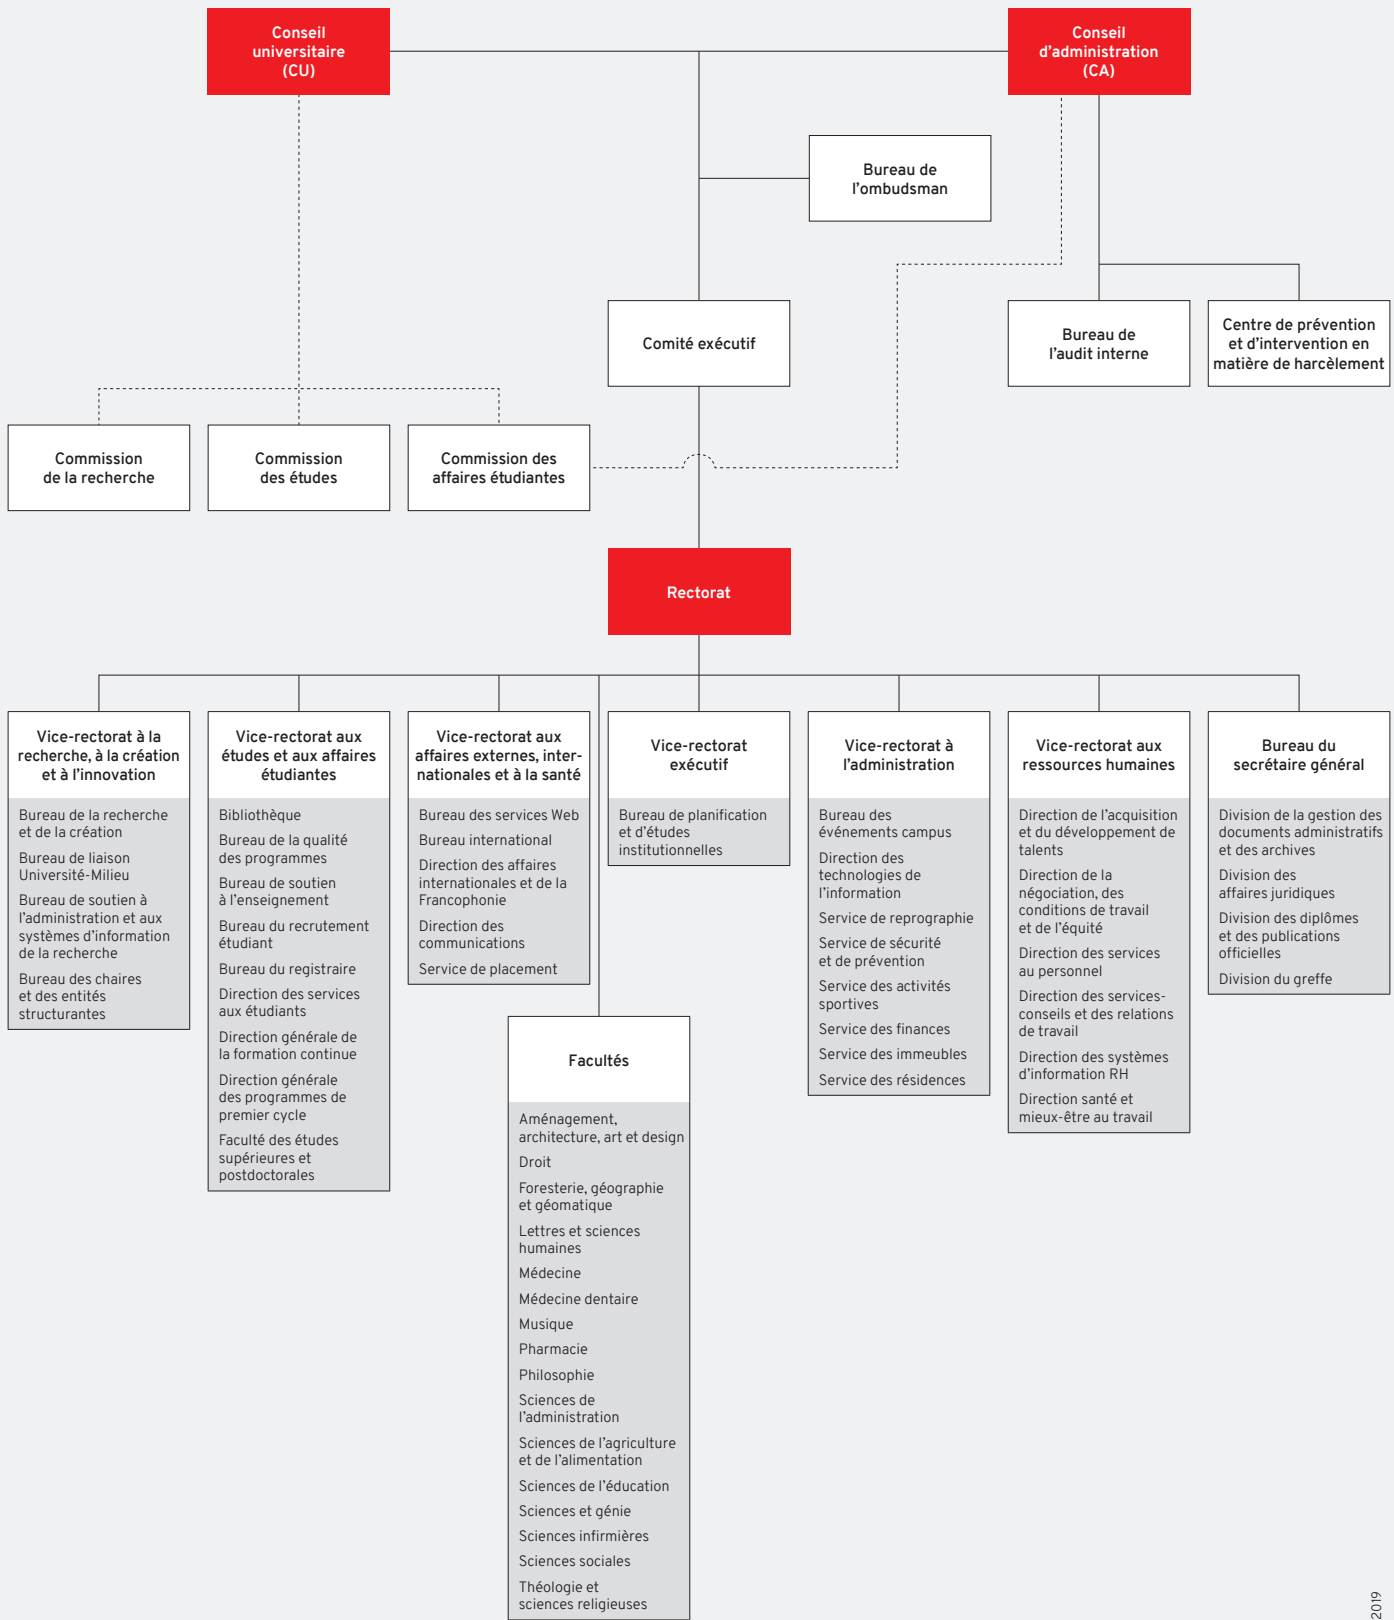 Conseil
universitaire
(CU)
Conseil
d'administration
(CA)
Bureau de
l'ombudsman
Comité exécutif
Bureau de
l'audit interne
Centre de prévention
et d'intervention en
matière de harcèlement
Commission
de la recherche
Commission
des études
Commission des
affaires étudiantes
Rectorat
Vice-rectorat à la
recherche, à la création
et à l'innovation
Bureau de la recherche
et de la création
Bureau de liaison
Université-Milieu
Bureau de soutien à
l'administration et aux
systèmes d'information
de la recherche
Bureau des chaires
et des entités
structurantes
Vice-rectorat aux
études et aux affaires
étudiantes
Bibliothèque
Bureau de la qualité
des programmes
Bureau de soutien
à l'enseignement
Bureau du recrutement
étudiant
Bureau du registraire
Direction des services
aux étudiants
Direction générale de
la formation continue
Direction générale
des programmes de
premier cycle
Faculté des études
supérieures et
postdoctorales
Vice-rectorat aux
affaires externes, inter-
nationales et à la santé
Bureau des services Web
Bureau international
Direction des affaires
internationales et de la
Francophonie
Direction des
communications
Service de placement
Facultés
Aménagement,
architecture, art et design
Droit
Foresterie, géographie
et géomatique
Lettres et sciences
humaines
Médecine
Médecine dentaire
Musique
Pharmacie
Philosophie
Sciences de
l'administration
Sciences de l'agriculture
et de l'alimentation
Sciences de l'éducation
Sciences et génie
Sciences infirmières
Sciences sociales
Théologie et
sciences religieuses
Vice-rectorat
exécutif
Bureau de planification
et d'études
institutionnelles
Vice-rectorat à
l'administration
Bureau des
événements campus
Direction des
technologies de
l'information
Service de reprographie
Service de sécurité
et de prévention
Service des activités
sportives
Service des finances
Service des immeubles
Service des résidences
Vice-rectorat aux
ressources humaines
Direction de l'acquisition
et du développement de
talents
Direction de la
négociation, des
conditions de travail
et de l'équité
Direction des services
au personnel
Direction des services-
conseils et des relations
de travail
Direction des systèmes
d'information RH
Direction santé et
mieux-être au travail
Bureau du
secrétaire général
Division de la gestion des
documents administratifs
et des archives
Division des
affaires juridiques
Division des diplômes
et des publications
officielles
Division du greffe
2019